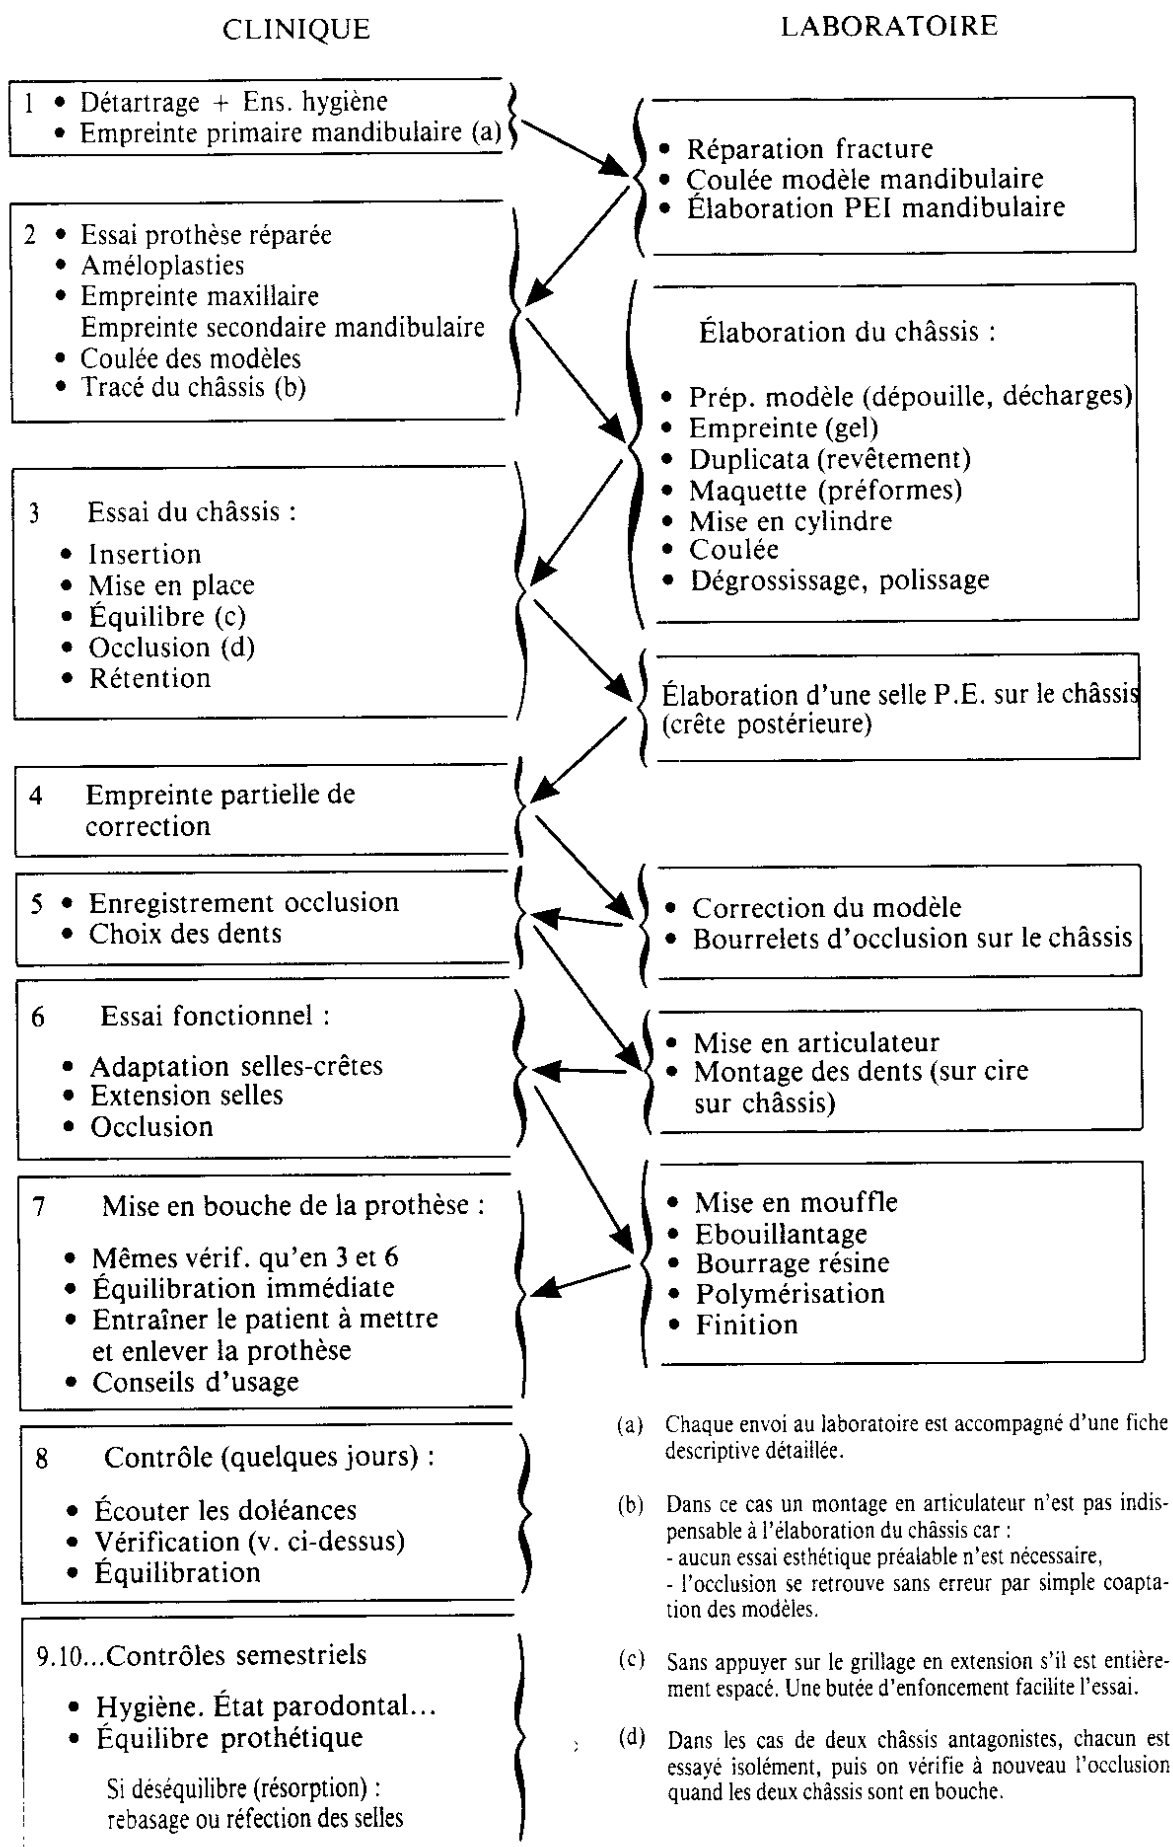 CLINIQUE
1 • Détartrage + Ens. hygiène
• Empreinte primaire mandibulaire (a)
2 • Essai prothèse réparée
• Améloplasties
• Empreinte maxillaire
Empreinte secondaire mandibulaire
• Coulée des modèles
• Tracé du châssis (b)
3 Essai du châssis :
• Insertion
• Mise en place
• Équilibre (c)
• Occlusion (d)
• Rétention
4 Empreinte partielle de
correction
5 • Enregistrement occlusion
• Choix des dents
6 Essai fonctionnel :
• Adaptation selles-crêtes
• Extension selles
• Occlusion
7 Mise en bouche de la prothèse :
• Mêmes vérif. qu'en 3 et 6
• Équilibration immédiate
• Entraîner le patient à mettre
et enlever la prothèse
• Conseils d'usage
8 Contrôle (quelques jours) :
• Écouter les doléances
• Vérification (v. ci-dessus)
• Équilibration
9.10...Contrôles semestriels
• Hygiène. État parodontal...
• Équilibre prothétique
Si déséquilibre (résorption) :
rebasage ou réfection des selles
LABORATOIRE
• Réparation fracture
• Coulée modèle mandibulaire
• Élaboration PEI mandibulaire
Élaboration du châssis :
• Prép. modèle (dépouille, décharges)
• Empreinte (gel)
• Duplicata (revêtement)
• Maquette (préformes)
• Mise en cylindre
• Coulée
• Dégrossissage, polissage
Élaboration d'une selle P.E. sur le châssis
(crête postérieure)
• Correction du modèle
• Bourrelets d'occlusion sur le châssis
• Mise en articulateur
• Montage des dents (sur cire
sur châssis)
• Mise en mouffle
• Ebouillantage
• Bourrage résine
• Polymérisation
• Finition
(a) Chaque envoi au laboratoire est accompagné d'une fiche
descriptive détaillée.
(b) Dans ce cas un montage en articulateur n'est pas indis-
pensable à l'élaboration du châssis car :
- aucun essai esthétique préalable n'est nécessaire,
- l'occlusion se retrouve sans erreur par simple coapta-
tion des modèles.
(c) Sans appuyer sur le grillage en extension s'il est entière-
ment espacé. Une butée d'enfoncement facilite l'essai.
(d) Dans les cas de deux châssis antagonistes, chacun est
essayé isolément, puis on vérifie à nouveau l'occlusion
quand les deux châssis sont en bouche.